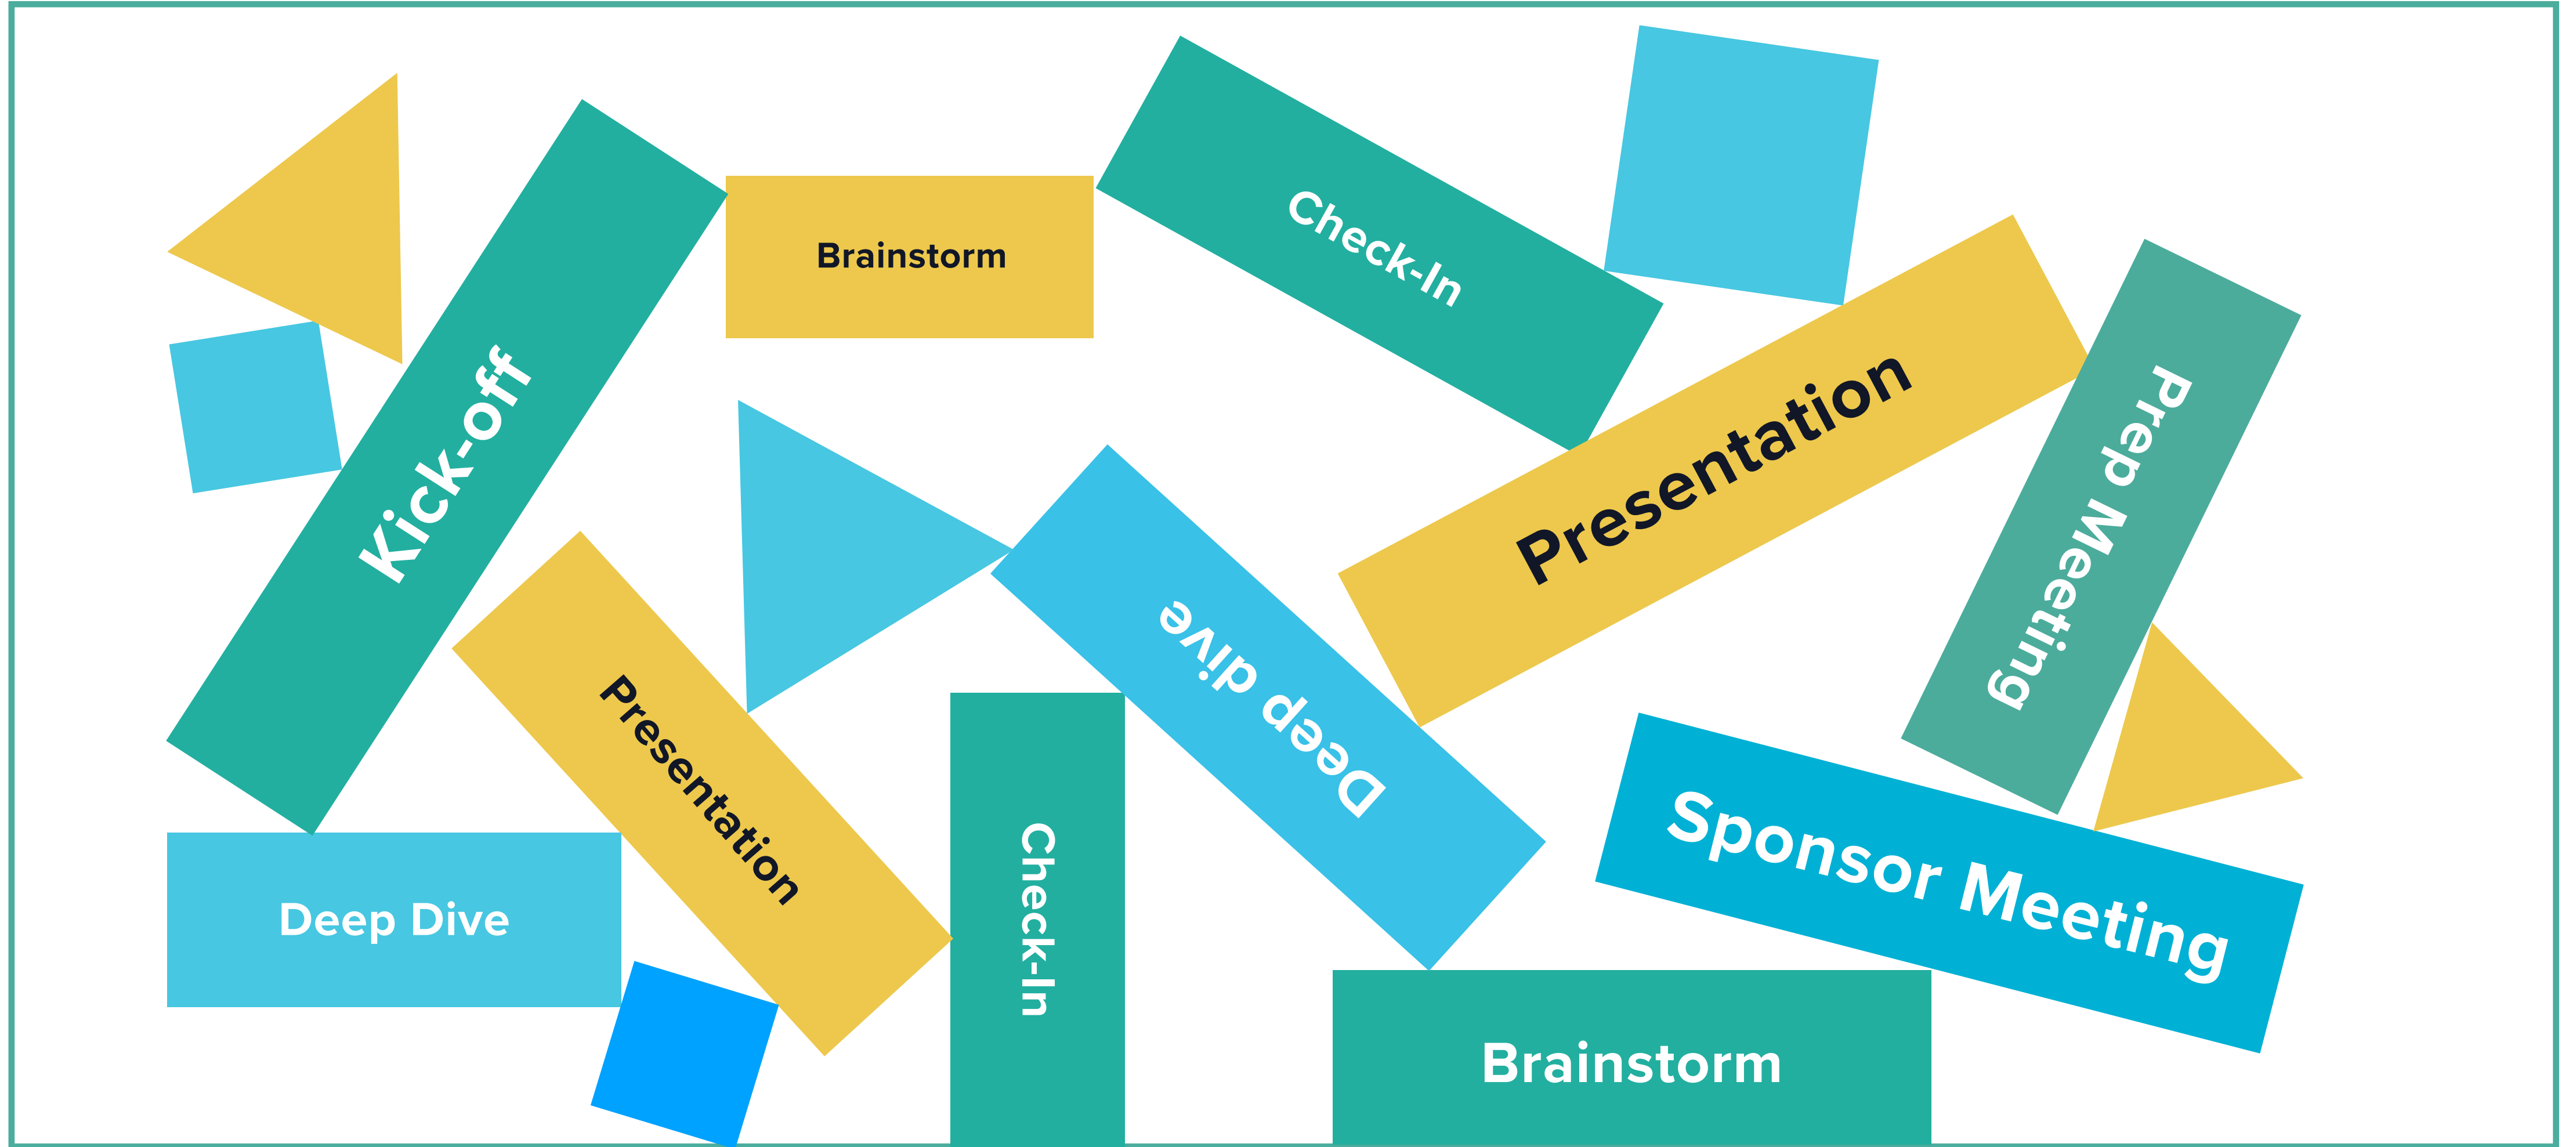 Kick-off
Brainstorm
Check-In
Presentation
Prep Meeting
Deep dive
Presentation
Check-In
Sponsor Meeting
Deep Dive
Brainstorm